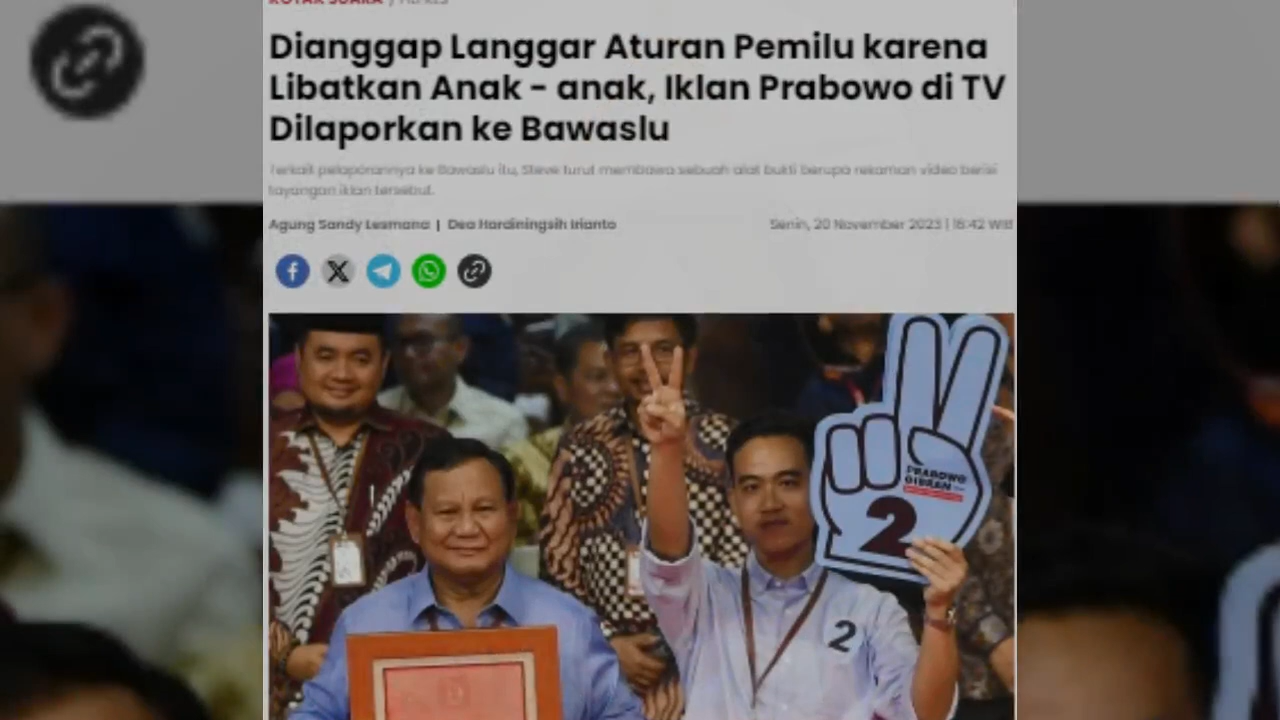 KOTAK SUARA
Dianggap Langgar Aturan Pemilu karena
Libatkan Anak - anak, Iklan Prabowo di TV
Dilaporkan ke Bawaslu
Terkait pelaporannya ke Bawaslu itu, Steve turut membawa sebuah alat bukti berupa rekaman video berisi
tayangan iklan tersebut.
Agung Sandy Lesmana | Dea Hardiningsih Irianto
Senin, 20 November 2023 | 16:42 WIB
PRABOWO
GIBRAN
2
2